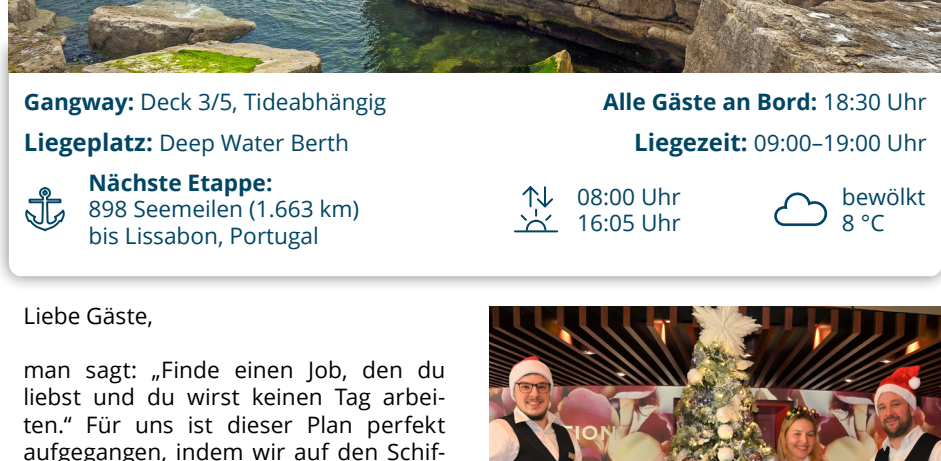 Gangway: Deck 3/5, Tideabhängig
Alle Gäste an Bord: 18:30 Uhr
Liegeplatz: Deep Water Berth
Liegezeit: 09:00–19:00 Uhr
Nächste Etappe:
898 Seemeilen (1.663 km)
bis Lissabon, Portugal
08:00 Uhr
16:05 Uhr
bewölkt
8 °C
Liebe Gäste,
man sagt: „Finde einen Job, den du
liebst und du wirst keinen Tag arbei-
ten.“ Für uns ist dieser Plan perfekt
aufgegangen, indem wir auf den Schif-